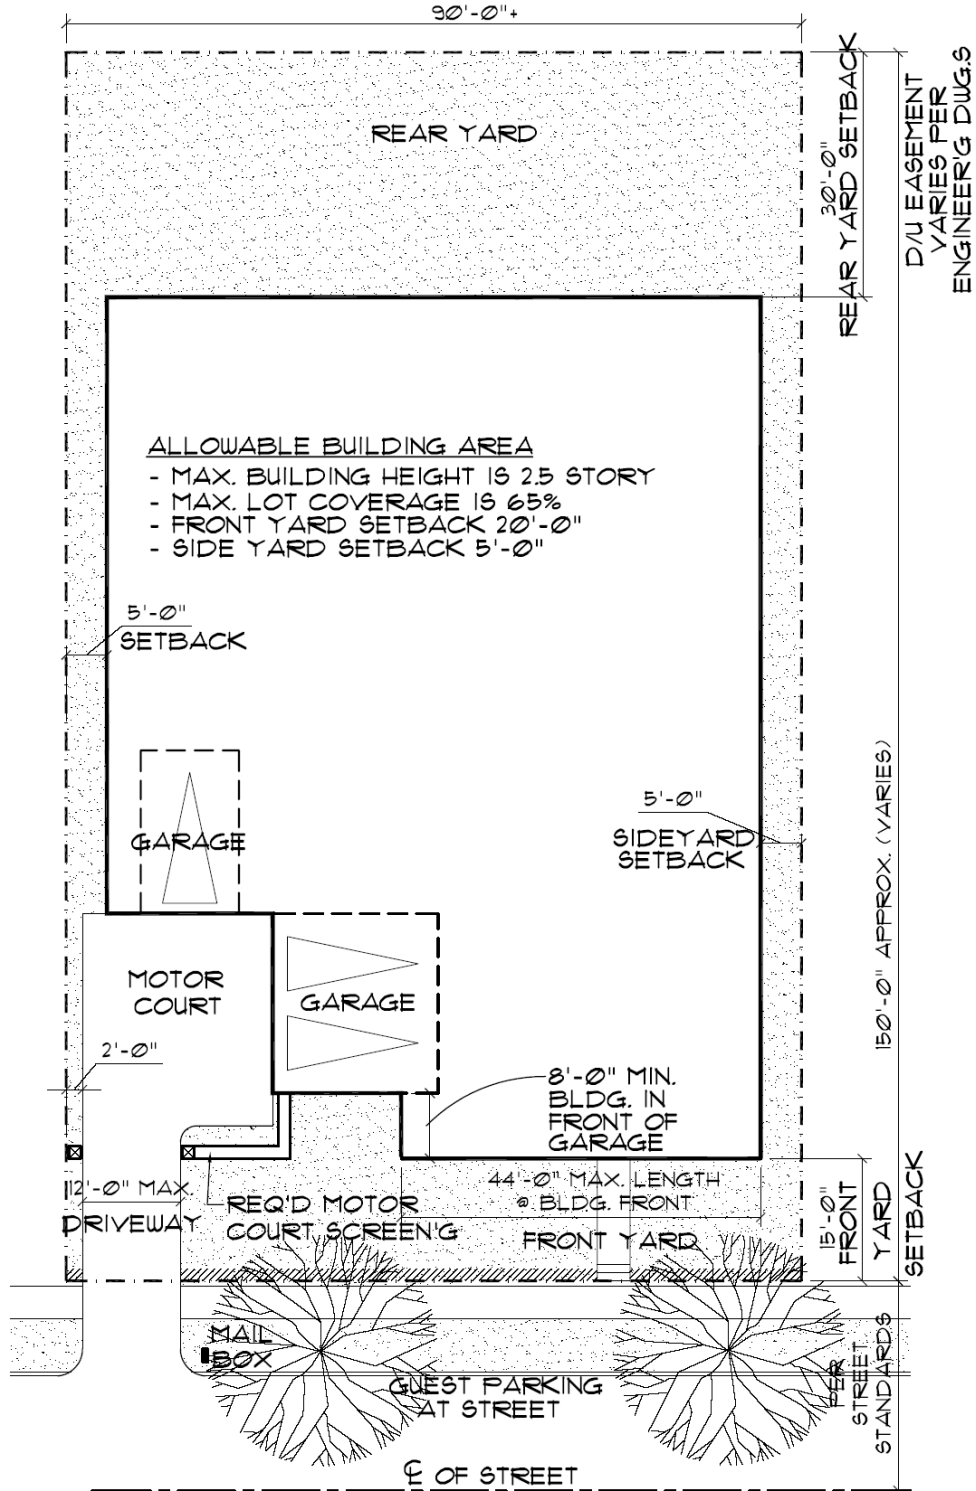 90'-0"+
REAR YARD
30'-0"
REAR YARD SETBACK
D/U EASEMENT
VARIES PER
ENGINEER'G DWG.S
ALLOWABLE BUILDING AREA
- MAX. BUILDING HEIGHT IS 2.5 STORY
- MAX. LOT COVERAGE IS 65%
- FRONT YARD SETBACK 20'-0"
- SIDE YARD SETBACK 5'-0"
5'-0"
SETBACK
5'-0"
SIDEYARD
SETBACK
150'-0" APPROX. (VARIES)
GARAGE
MOTOR
COURT
GARAGE
2'-0"
8'-0" MIN.
BLDG. IN
FRONT OF
GARAGE
12'-0" MAX.
DRIVEWAY
REQ'D MOTOR
COURT SCREEN'G
44'-0" MAX. LENGTH
@ BLDG. FRONT
FRONT YARD
15'-0"
FRONT
YARD
SETBACK
MAIL
BOX
GUEST PARKING
AT STREET
PER
STREET
STANDARDS
℄ OF STREET